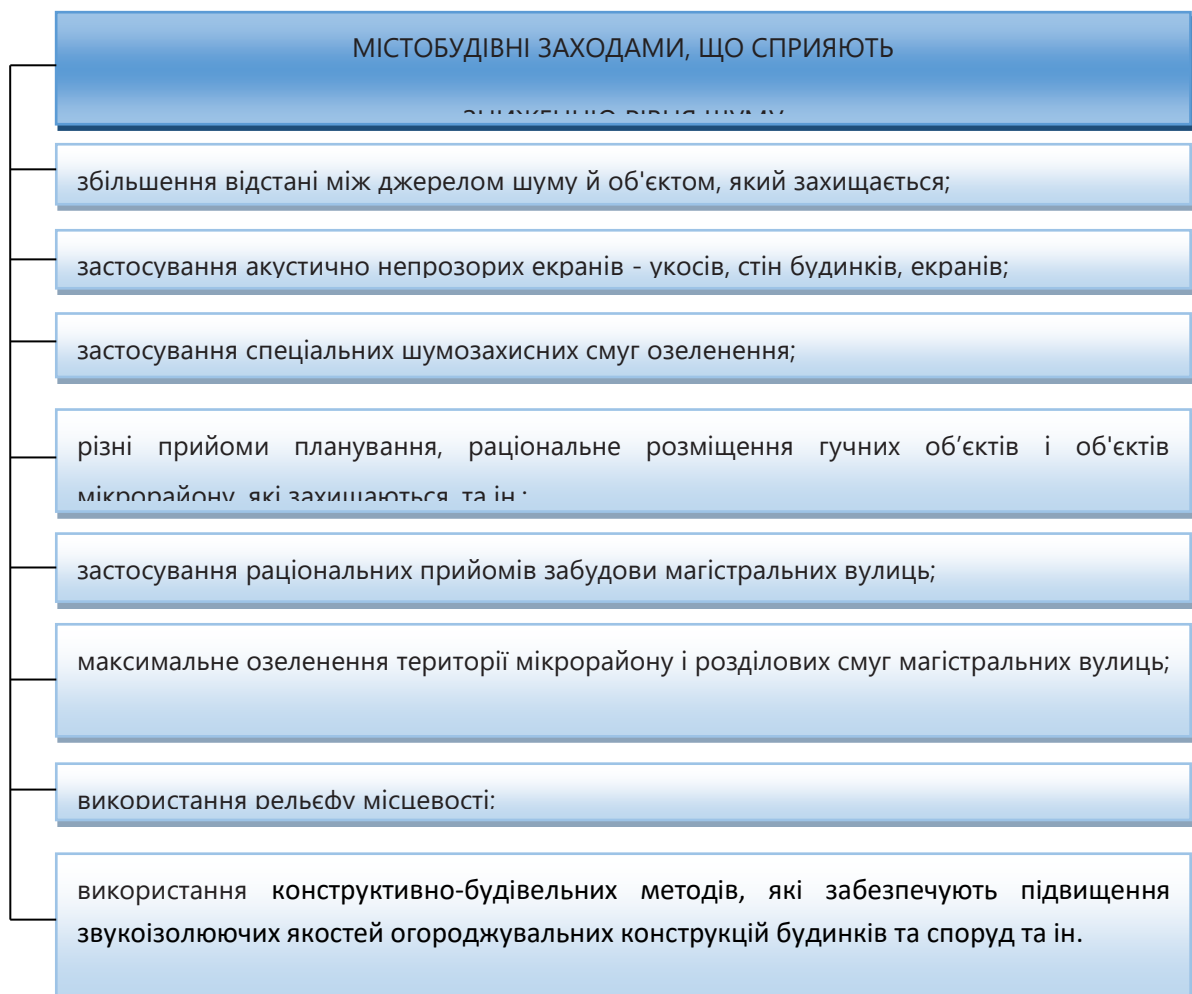 МІСТОБУДІВНІ ЗАХОДАМИ, ЩО СПРИЯЮТЬ
ЗНИЖЕННЮ РІВНЯ ШУМУ
збільшення відстані між джерелом шуму й об'єктом, який захищається;
застосування акустично непрозорих екранів - укосів, стін будинків, екранів;
застосування спеціальних шумозахисних смуг озеленення;
різні прийоми планування, раціональне розміщення гучних об’єктів і об'єктів
мікрорайону, які захищаються, та ін.;
застосування раціональних прийомів забудови магістральних вулиць;
максимальне озеленення території мікрорайону і розділових смуг магістральних вулиць;
використання рельєфу місцевості;
використання конструктивно-будівельних методів, які забезпечують підвищення
звукоізолюючих якостей огороджувальних конструкцій будинків та споруд та ін.